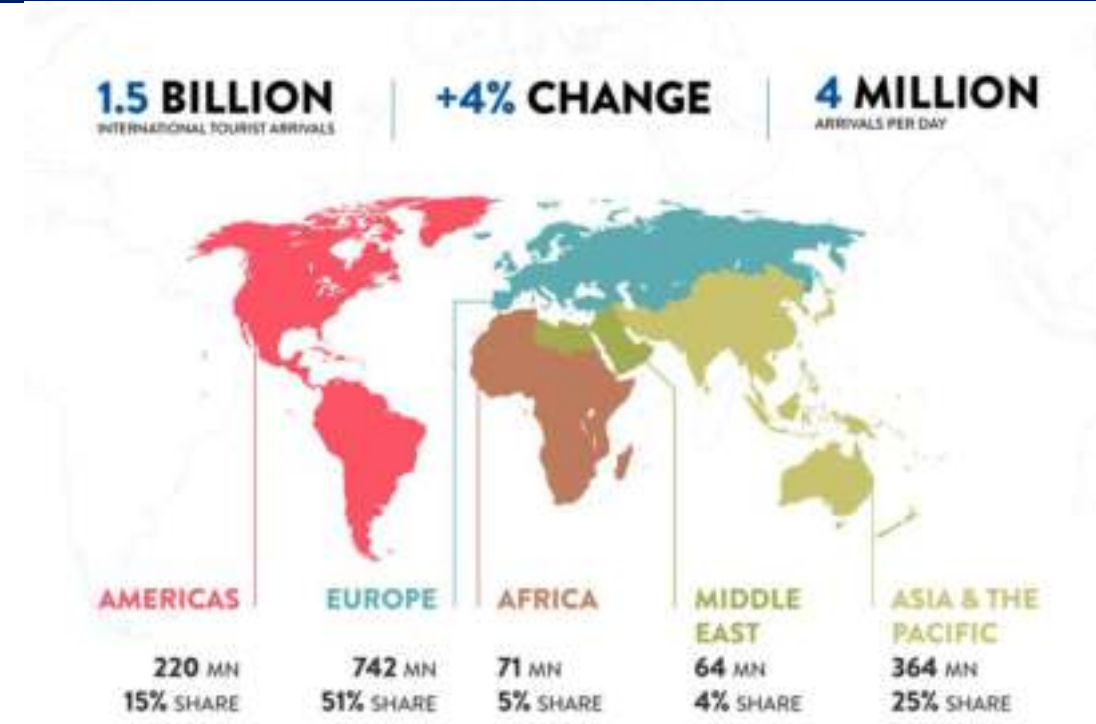 1.5 BILLION
INTERNATIONAL TOURIST ARRIVALS
+4% CHANGE
4 MILLION
ARRIVALS PER DAY
AMERICAS
220 MN
15% SHARE
EUROPE
742 MN
51% SHARE
AFRICA
71 MN
5% SHARE
MIDDLE
EAST
64 MN
4% SHARE
ASIA & THE
PACIFIC
364 MN
25% SHARE